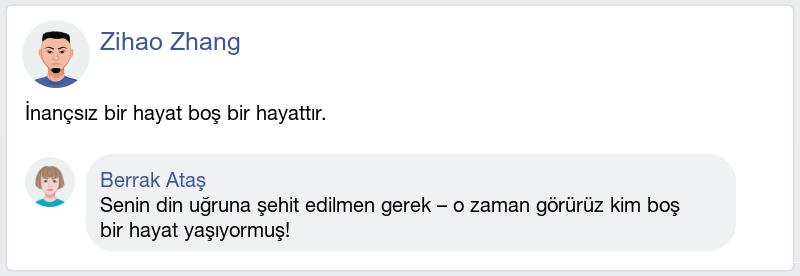 Zihao Zhang
İnançsız bir hayat boş bir hayattır.
Berrak Ataş
Senin din uğruna şehit edilmen gerek – o zaman görürüz kim boş
bir hayat yaşıyormuş!